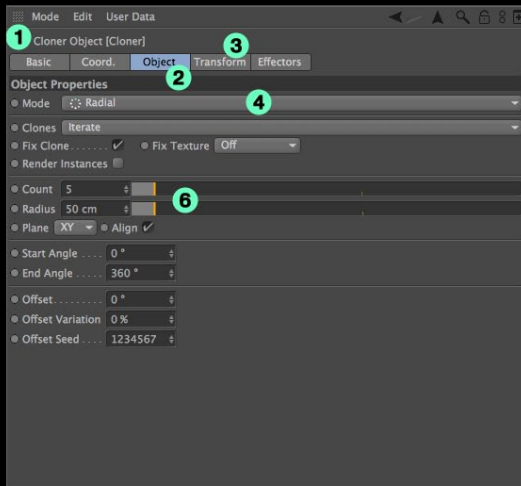 Mode Edit User Data
1 Cloner Object [Cloner]
3
Basic Coord. Object Transform Effectors
2
Object Properties
Mode Radial 4
Clones Iterate
Fix Clone....... Fix Texture Off
Render Instances
Count 5
6
Radius 50 cm
Plane XY Align
Start Angle .... 0 °
End Angle ..... 360 °
Offset......... 0 °
Offset Variation 0 %
Offset Seed .... 1234567